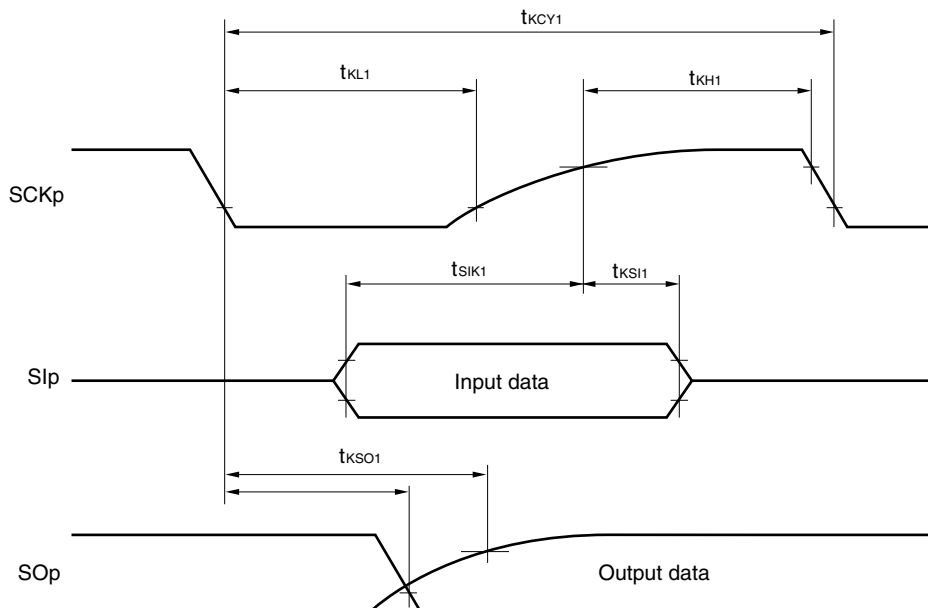 tKCY1
tKL1
tKH1
SCKp
tSIK1
tKSI1
SIp
Input data
tKSO1
SOp
Output data